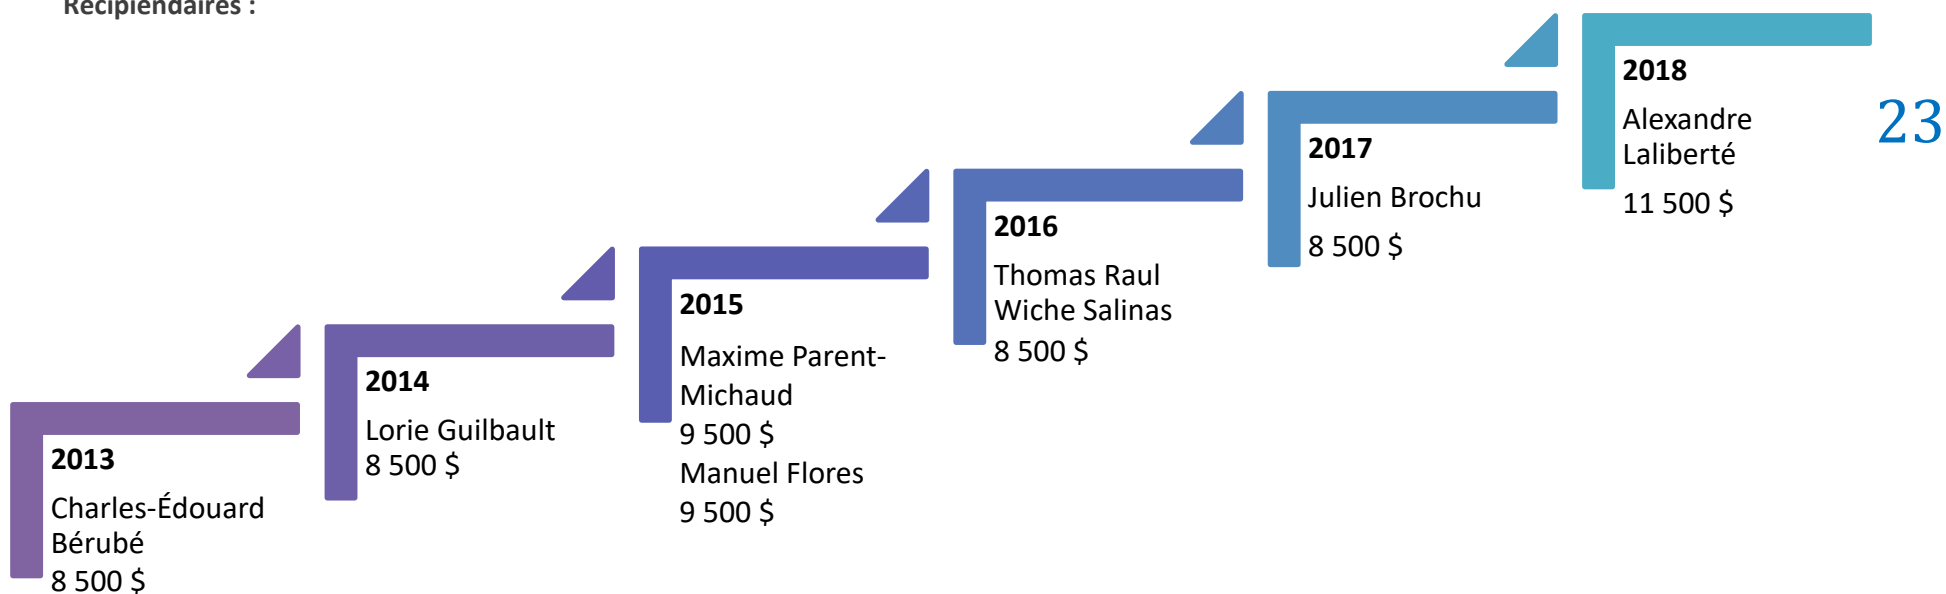 Récipiendaires :
2013
Charles-Édouard
Bérubé
8 500 $
2014
Lorie Guilbault
8 500 $
2015
Maxime Parent-
Michaud
9 500 $
Manuel Flores
9 500 $
2016
Thomas Raul
Wiche Salinas
8 500 $
2017
Julien Brochu
8 500 $
2018
Alexandre
Laliberté
11 500 $
23